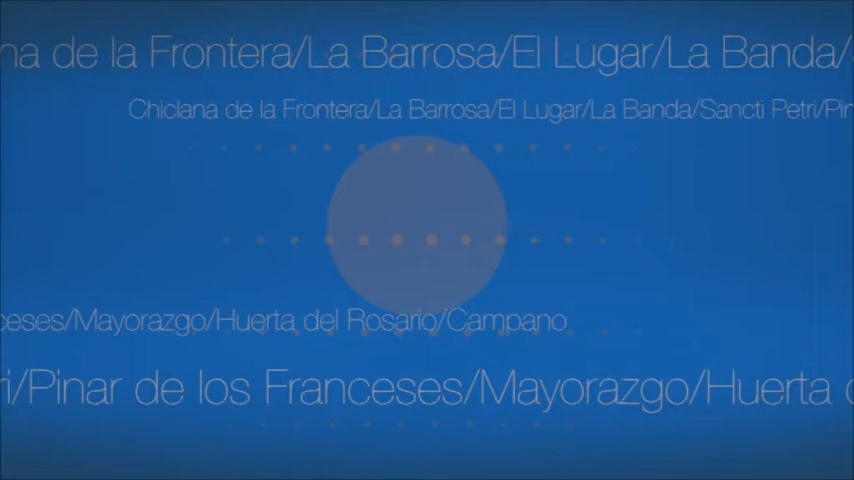 na de la Frontera/La Barrosa/El Lugar/La Banda/
Chiclana de la Frontera/La Barrosa/El Lugar/La Banda/Sancti Petri/Pin
ceses/Mayorazgo/Huerta del Rosario/Campano
ri/Pinar de los Franceses/Mayorazgo/Huerta